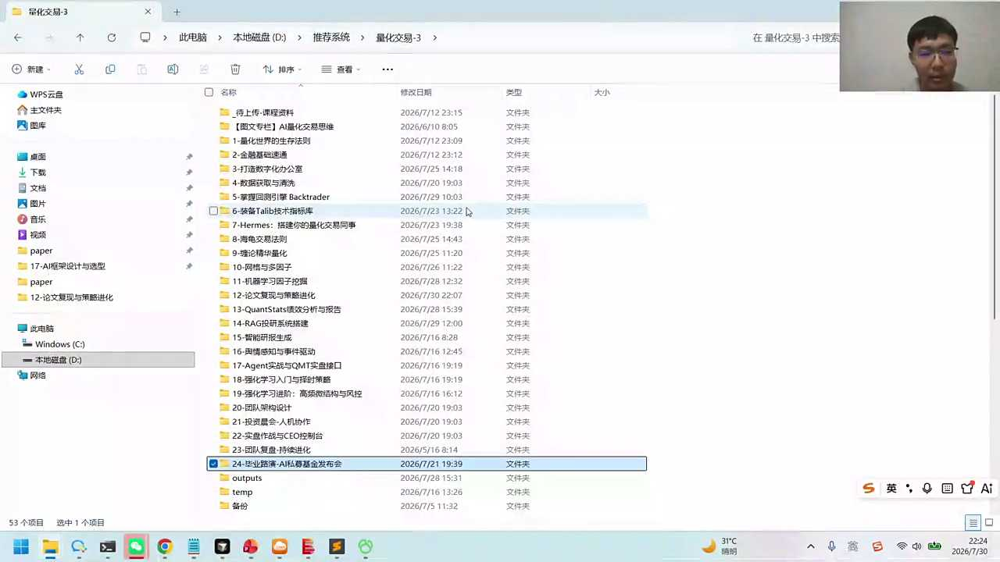 量化交易-3
此电脑 本地磁盘 (D:) 推荐系统 量化交易-3 在 量化交易-3 中搜索
新建 排序 查看
名称 修改日期 类型 大小
WPS云盘
主文件夹
图库
桌面
下载
文档
图片
音乐
视频
paper
17-AI框架设计与选型
paper
12-论文复现与策略进化
此电脑
Windows (C:)
本地磁盘 (D:)
网络
_待上传-课程资料 2026/7/12 23:15 文件夹
【图文专栏】AI量化交易思维 2026/6/10 8:05 文件夹
1-量化世界的生存法则 2026/7/12 23:09 文件夹
2-金融基础速通 2026/7/12 23:12 文件夹
3-打造数字化办公室 2026/7/25 14:18 文件夹
4-数据获取与清洗 2026/7/20 19:03 文件夹
5-掌握回测引擎 Backtrader 2026/7/29 10:03 文件夹
6-装备Talib技术指标库 2026/7/23 13:22 文件夹
7-Hermes：搭建你的量化交易同事 2026/7/23 19:38 文件夹
8-海龟交易法则 2026/7/25 14:43 文件夹
9-缠论精华量化 2026/7/25 11:20 文件夹
10-网格与多因子 2026/7/26 11:22 文件夹
11-机器学习因子挖掘 2026/7/28 12:32 文件夹
12-论文复现与策略进化 2026/7/30 22:07 文件夹
13-QuantStats绩效分析与报告 2026/7/28 15:39 文件夹
14-RAG投研系统搭建 2026/7/29 12:00 文件夹
15-智能研报生成 2026/7/16 8:28 文件夹
16-舆情感知与事件驱动 2026/7/16 12:45 文件夹
17-Agent实战与QMT实盘接口 2026/7/16 19:19 文件夹
18-强化学习入门与择时策略 2026/7/16 19:19 文件夹
19-强化学习进阶：高频微结构与风控 2026/7/16 16:12 文件夹
20-团队架构设计 2026/7/20 19:03 文件夹
21-投资晨会-人机协作 2026/7/20 19:03 文件夹
22-实盘作战与CEO控制台 2026/7/20 19:03 文件夹
23-团队复盘-持续进化 2026/5/16 8:14 文件夹
24-毕业路演-AI私募基金发布会 2026/7/21 19:39 文件夹
outputs 2026/7/28 15:31 文件夹
temp 2026/7/16 13:26 文件夹
备份 2026/7/5 11:32 文件夹
英
53 个项目 选中 1 个项目
31°C
晴朗
英
22:24
2026/7/30